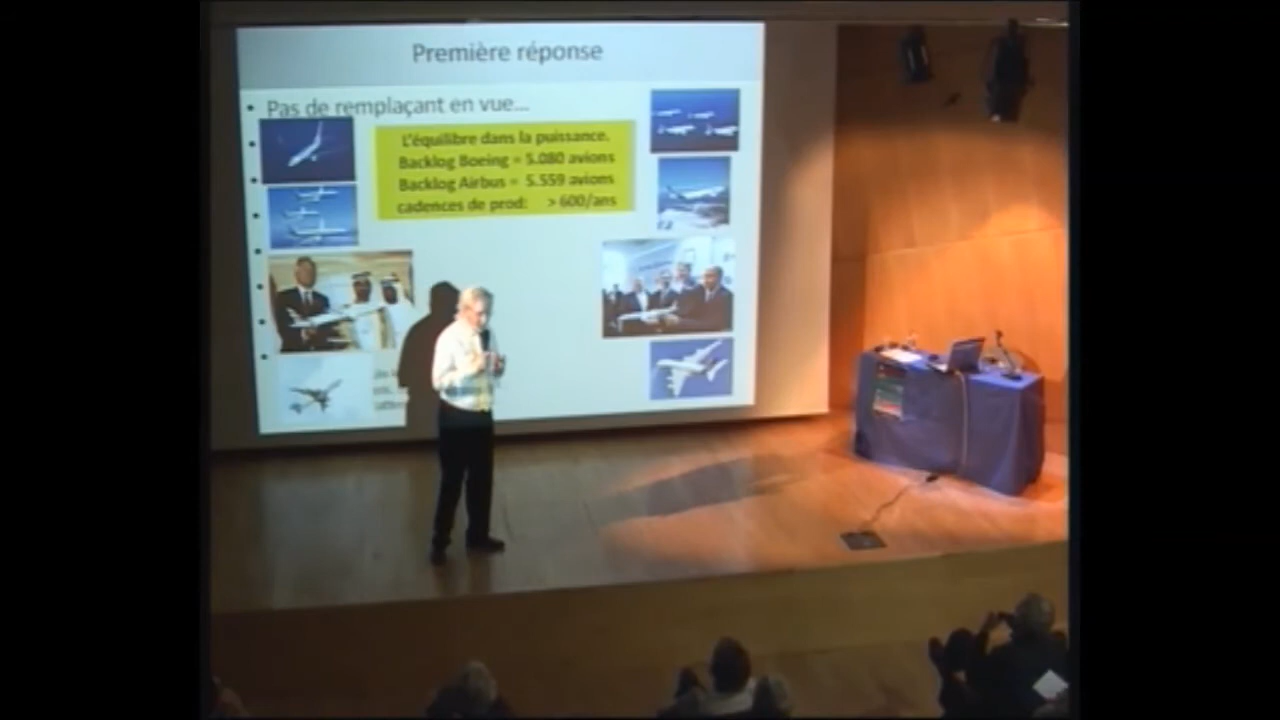 Première réponse
• Pas de remplaçant en vue...
L'équilibre dans la puissance.
Backlog Boeing = 5.080 avions
Backlog Airbus = 5.559 avions
cadences de prod: > 600/ans